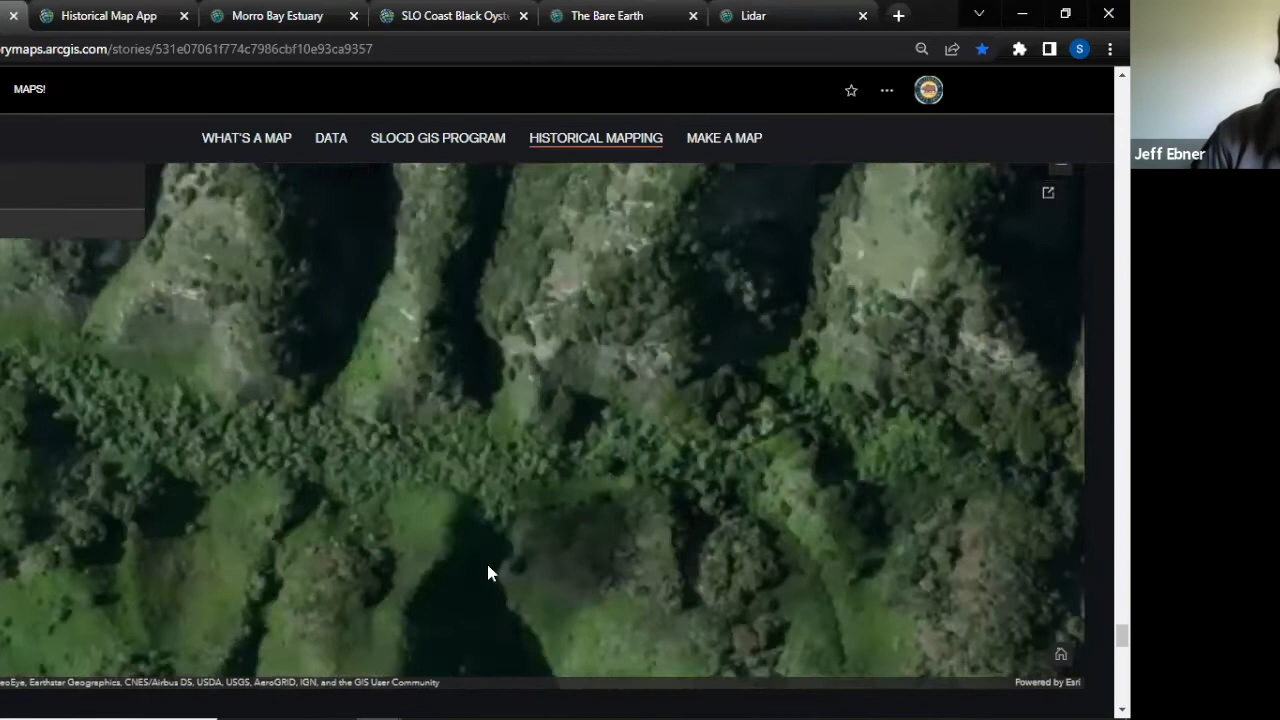 Historical Map App
Morro Bay Estuary
SLO Coast Black Oyst
The Bare Earth
Lidar
rymaps.arcgis.com/stories/531e07061f774c7986cbf10e93ca9357
S
MAPS!
WHAT'S A MAP
DATA
SLOCD GIS PROGRAM
HISTORICAL MAPPING
MAKE A MAP
Jeff Ebner
eoEye, Earthstar Geographics, CNES/Airbus DS, USDA, USGS, AeroGRID, IGN, and the GIS User Community
Powered by Esri